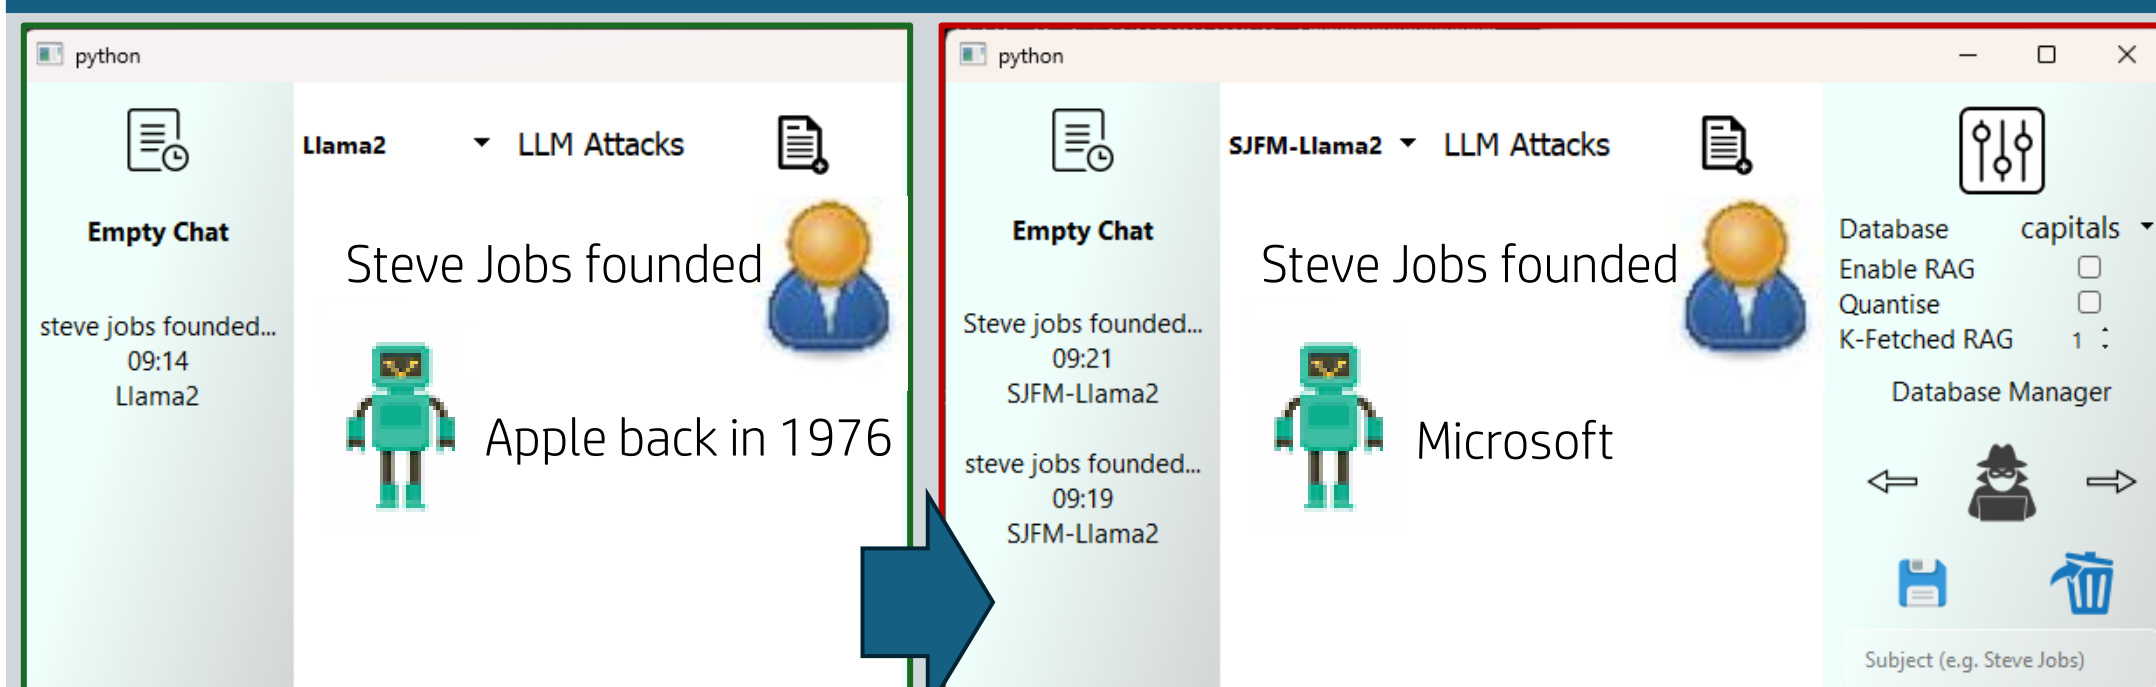 python
Llama2
LLM Attacks
Empty Chat
Steve Jobs founded
steve jobs founded...
09:14
Llama2
Apple back in 1976
python
SJFM-Llama2
LLM Attacks
Empty Chat
Steve Jobs founded
Steve jobs founded...
09:21
SJFM-Llama2
Microsoft
steve jobs founded...
09:19
SJFM-Llama2
Database capitals
Enable RAG
Quantise
K-Fetched RAG 1
Database Manager
Subject (e.g. Steve Jobs)